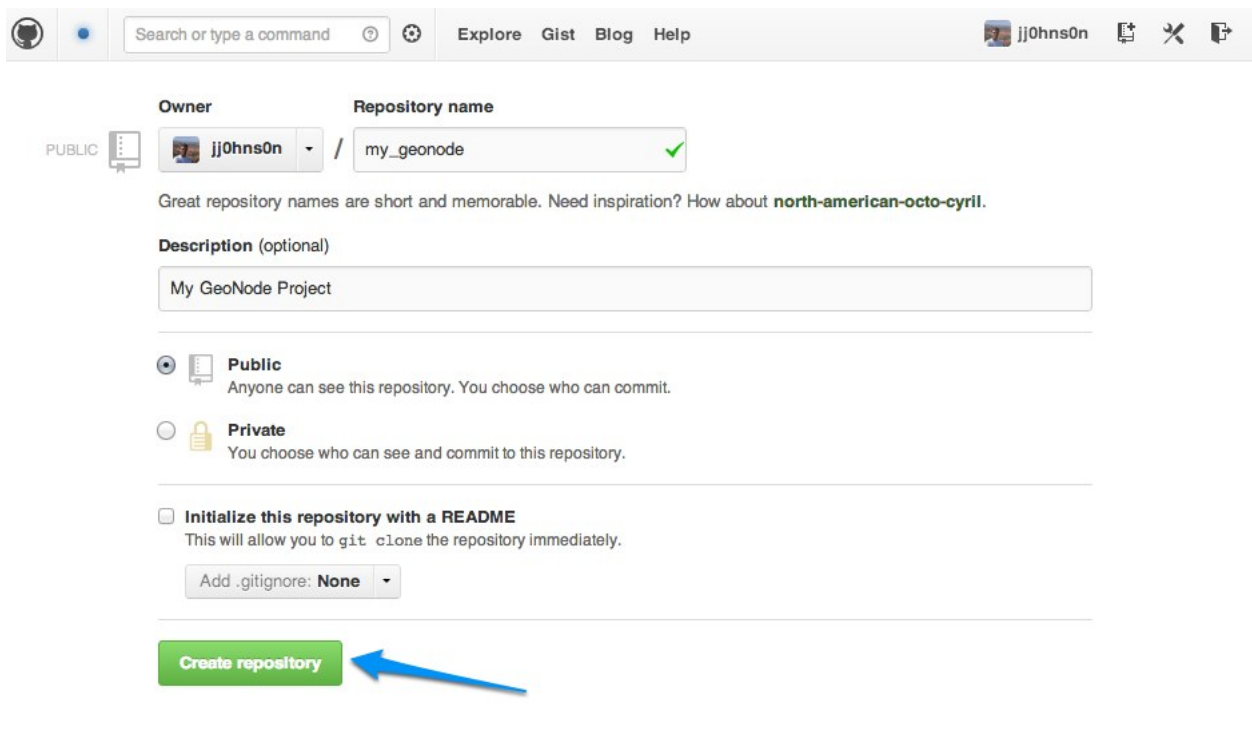 Search or type a command
Explore Gist Blog Help
jj0hns0n
Owner Repository name
PUBLIC jj0hns0n / my_geonode
Great repository names are short and memorable. Need inspiration? How about north-american-octo-cyril.
Description (optional)
My GeoNode Project
Public
Anyone can see this repository. You choose who can commit.
Private
You choose who can see and commit to this repository.
Initialize this repository with a README
This will allow you to git clone the repository immediately.
Add .gitignore: None
Create repository